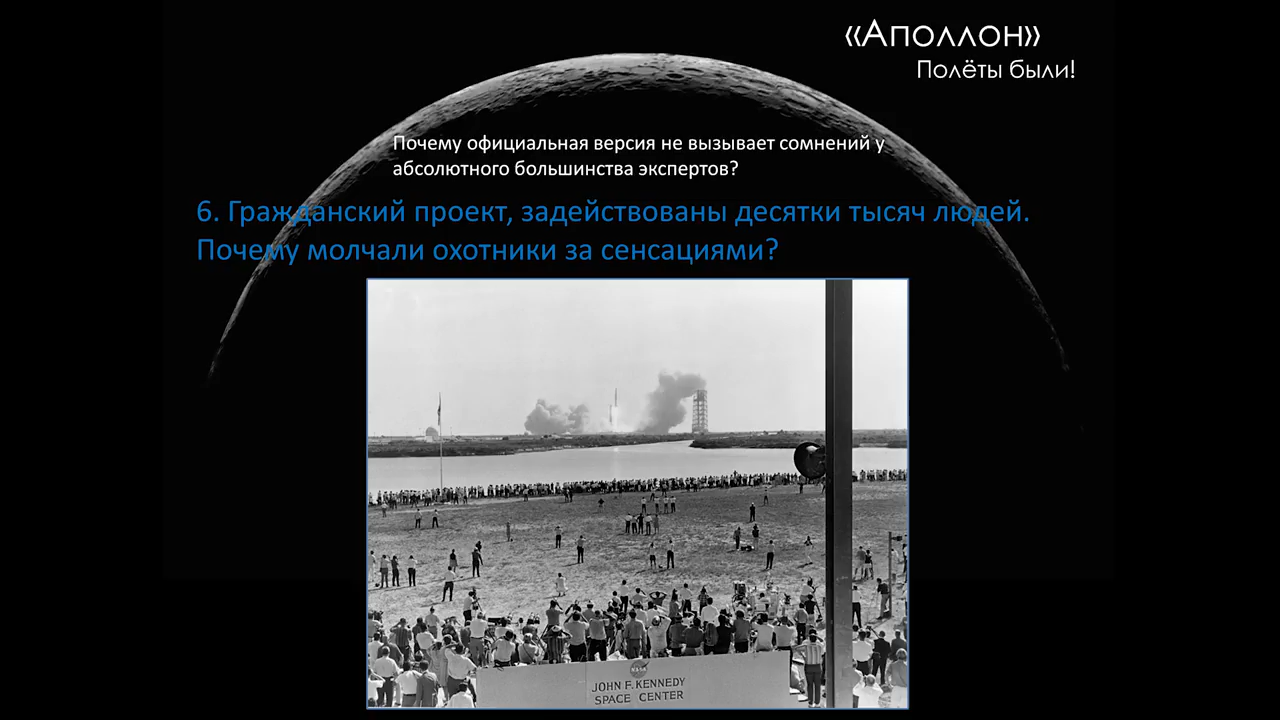 «Аполлон»
Полёты были!
Почему официальная версия не вызывает сомнений у
абсолютного большинства экспертов?
6. Гражданский проект, задействованы десятки тысяч людей.
Почему молчали охотники за сенсациями?
NASA
JOHN F. KENNEDY
SPACE CENTER